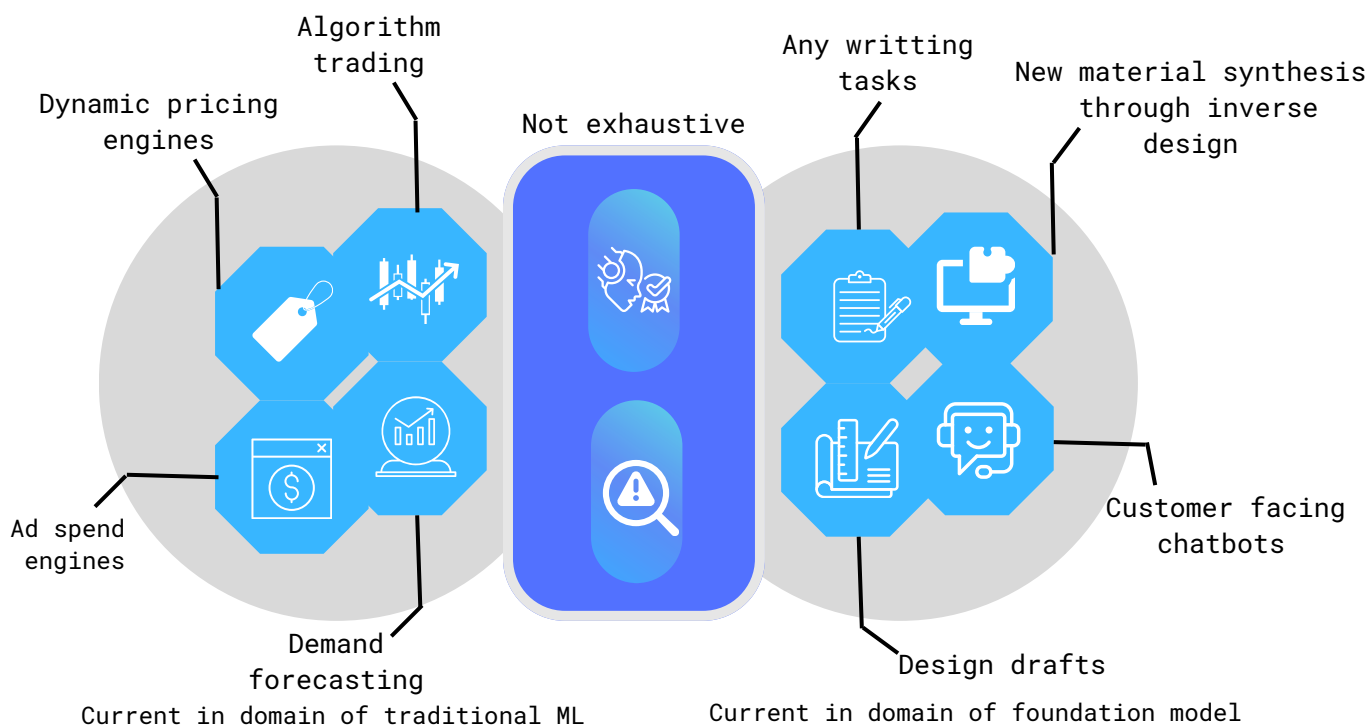 Algorithm
trading
Dynamic pricing
engines
Not exhaustive
Any writting
tasks
New material synthesis
through inverse
design
Ad spend
engines
Demand
forecasting
Customer facing
chatbots
Design drafts
Current in domain of traditional ML
Current in domain of foundation model